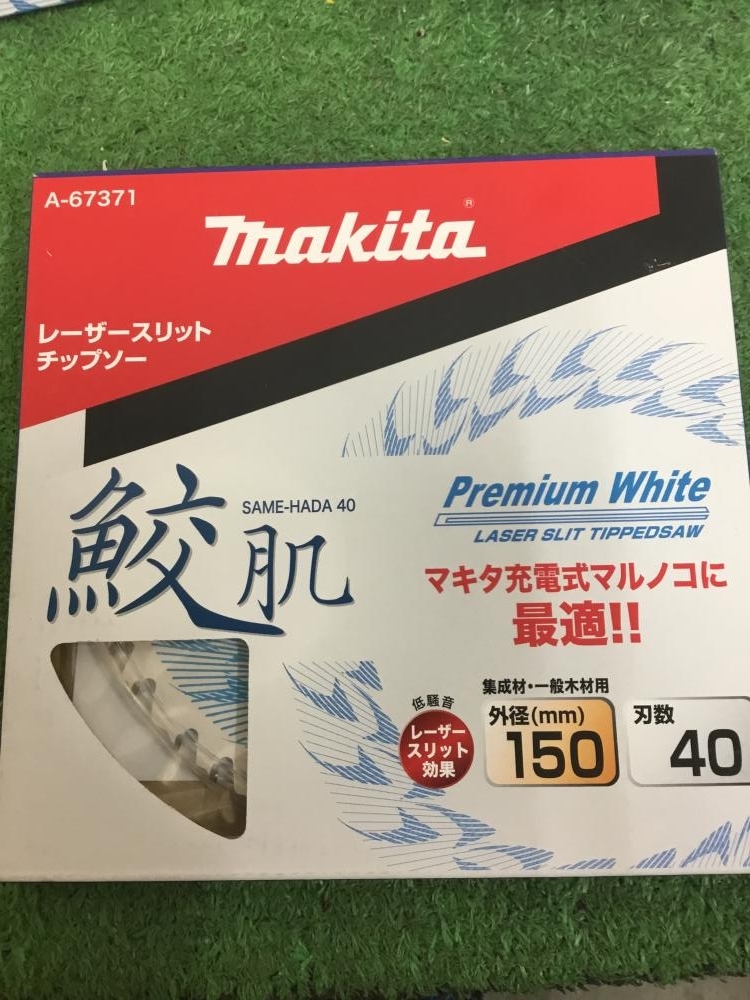 A-67371
makita®
レーザースリット
チップソー
鮫肌
SAME-HADA 40
Premium White
LASER SLIT TIPPEDSAW
マキタ充電式マルノコに
最適!!
低騒音
レーザー
スリット
効果
集成材・一般木材用
外径(mm)
150
刃数
40